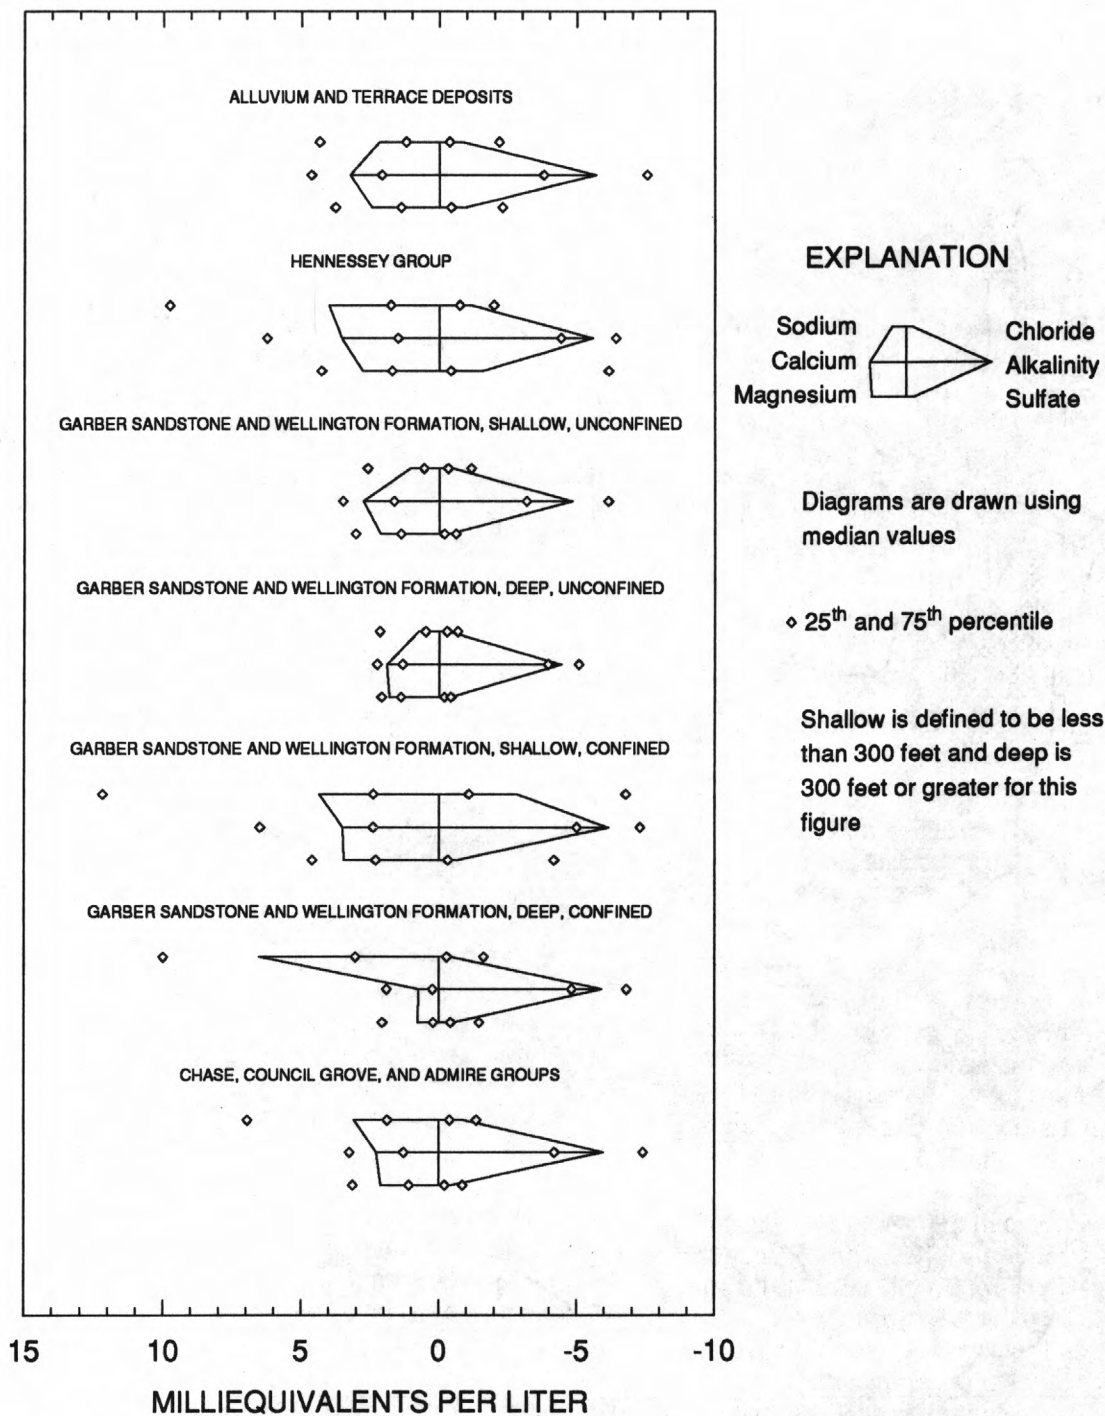 ALLUVIUM AND TERRACE DEPOSITS
HENNESSEY GROUP
GARBER SANDSTONE AND WELLINGTON FORMATION, SHALLOW, UNCONFINED
GARBER SANDSTONE AND WELLINGTON FORMATION, DEEP, UNCONFINED
GARBER SANDSTONE AND WELLINGTON FORMATION, SHALLOW, CONFINED
GARBER SANDSTONE AND WELLINGTON FORMATION, DEEP, CONFINED
CHASE, COUNCIL GROVE, AND ADMIRE GROUPS
15 10 5 0 -5 -10
MILLIEQUIVALENTS PER LITER
EXPLANATION
Sodium Chloride
Calcium Alkalinity
Magnesium Sulfate
Diagrams are drawn using
median values
25th and 75th percentile
Shallow is defined to be less
than 300 feet and deep is
300 feet or greater for this
figure